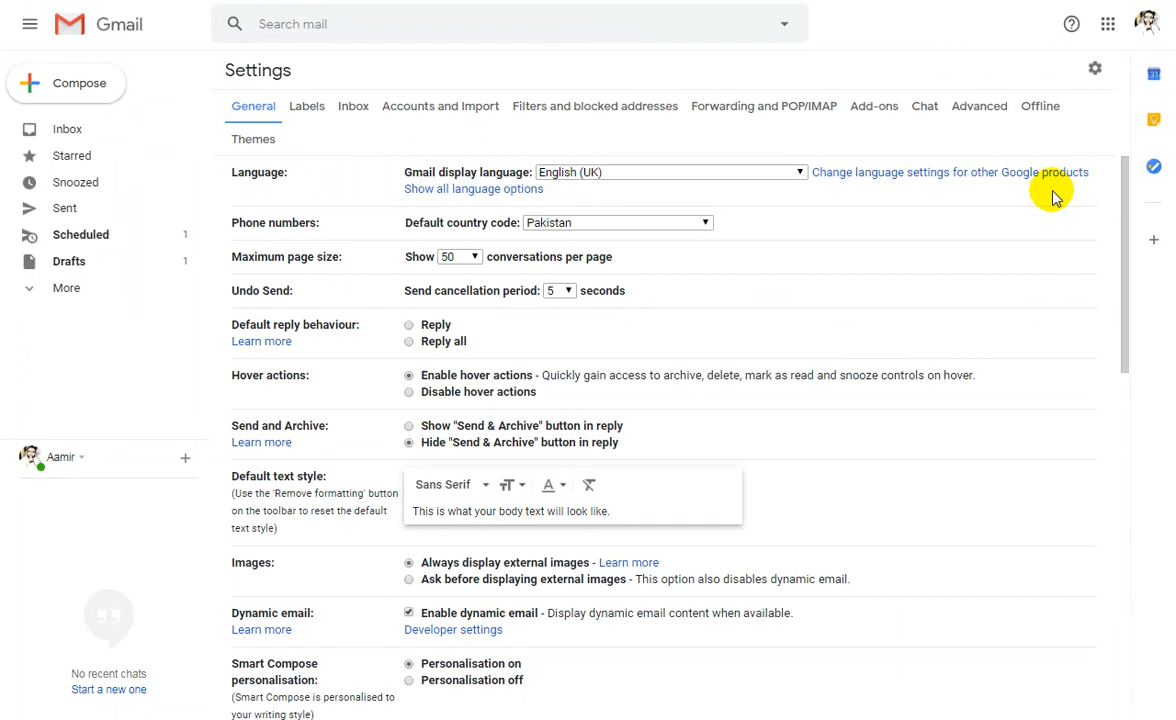 Gmail
Search mail
Compose
Inbox
Starred
Snoozed
Sent
Scheduled 1
Drafts 1
More
Aamir
No recent chats
Start a new one
Settings
General Labels Inbox Accounts and Import Filters and blocked addresses Forwarding and POP/IMAP Add-ons Chat Advanced Offline
Themes
Language: Gmail display language: English (UK) Change language settings for other Google products
Show all language options
Phone numbers: Default country code: Pakistan
Maximum page size: Show 50 conversations per page
Undo Send: Send cancellation period: 5 seconds
Default reply behaviour: Reply
Learn more Reply all
Hover actions: Enable hover actions - Quickly gain access to archive, delete, mark as read and snooze controls on hover.
Disable hover actions
Send and Archive: Show "Send & Archive" button in reply
Learn more Hide "Send & Archive" button in reply
Default text style: Sans Serif
(Use the 'Remove formatting' button
on the toolbar to reset the default This is what your body text will look like.
text style)
Images: Always display external images - Learn more
Ask before displaying external images - This option also disables dynamic email.
Dynamic email: Enable dynamic email - Display dynamic email content when available.
Learn more Developer settings
Smart Compose Personalisation on
personalisation: Personalisation off
(Smart Compose is personalised to
your writing style)
31